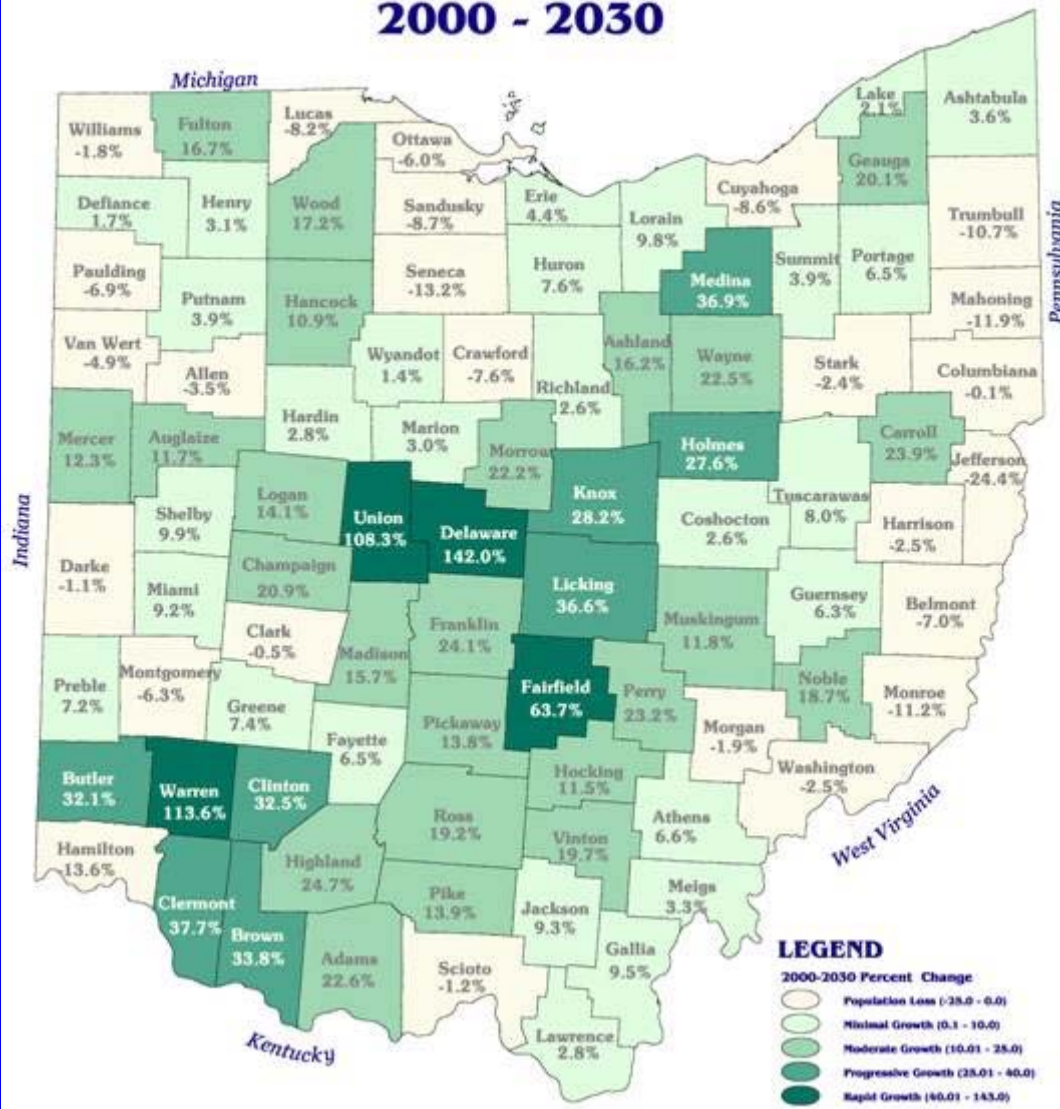 2000 - 2030
Michigan
Williams
-1.8%
Fulton
16.7%
Lucas
-8.2%
Ottawa
-6.0%
Lake
2.1%
Ashtabula
3.6%
Geauga
20.1%
Cuyahoga
-8.6%
Defiance
1.7%
Henry
3.1%
Wood
17.2%
Sandusky
-8.7%
Erie
4.4%
Lorain
9.8%
Trumbull
-10.7%
Pennsylvania
Paulding
-6.9%
Putnam
3.9%
Hancock
10.9%
Seneca
-13.2%
Huron
7.6%
Medina
36.9%
Summit
3.9%
Portage
6.5%
Mahoning
-11.9%
Van Wert
-4.9%
Allen
-3.5%
Wyandot
1.4%
Crawford
-7.6%
Richland
2.6%
Ashland
16.2%
Wayne
22.5%
Stark
-2.4%
Columbiana
-0.1%
Mercer
12.3%
Auglaize
11.7%
Hardin
2.8%
Marion
3.0%
Morrow
22.2%
Holmes
27.6%
Carroll
23.9%
Jefferson
-24.4%
Indiana
Shelby
9.9%
Logan
14.1%
Union
108.3%
Delaware
142.0%
Knox
28.2%
Coshocton
2.6%
Tuscarawas
8.0%
Harrison
-2.5%
Darke
-1.1%
Miami
9.2%
Champaign
20.9%
Licking
36.6%
Muskingum
11.8%
Guernsey
6.3%
Belmont
-7.0%
Clark
-0.5%
Madison
15.7%
Franklin
24.1%
Preble
7.2%
Montgomery
-6.3%
Greene
7.4%
Fairfield
63.7%
Perry
23.2%
Noble
18.7%
Monroe
-11.2%
Fayette
6.5%
Pickaway
13.8%
Morgan
-1.9%
Washington
-2.5%
Butler
32.1%
Warren
113.6%
Clinton
32.5%
Hocking
11.5%
Athens
6.6%
West Virginia
Hamilton
-13.6%
Highland
24.7%
Ross
19.2%
Vinton
19.7%
Clermont
37.7%
Brown
33.8%
Adams
22.6%
Pike
13.9%
Jackson
9.3%
Meigs
3.3%
Scioto
-1.2%
Gallia
9.5%
Lawrence
2.8%
Kentucky
LEGEND
2000-2030 Percent Change
Population Loss (-25.0 - 0.0)
Minimal Growth (0.1 - 10.0)
Moderate Growth (10.01 - 25.0)
Progressive Growth (25.01 - 40.0)
Rapid Growth (40.01 - 143.0)